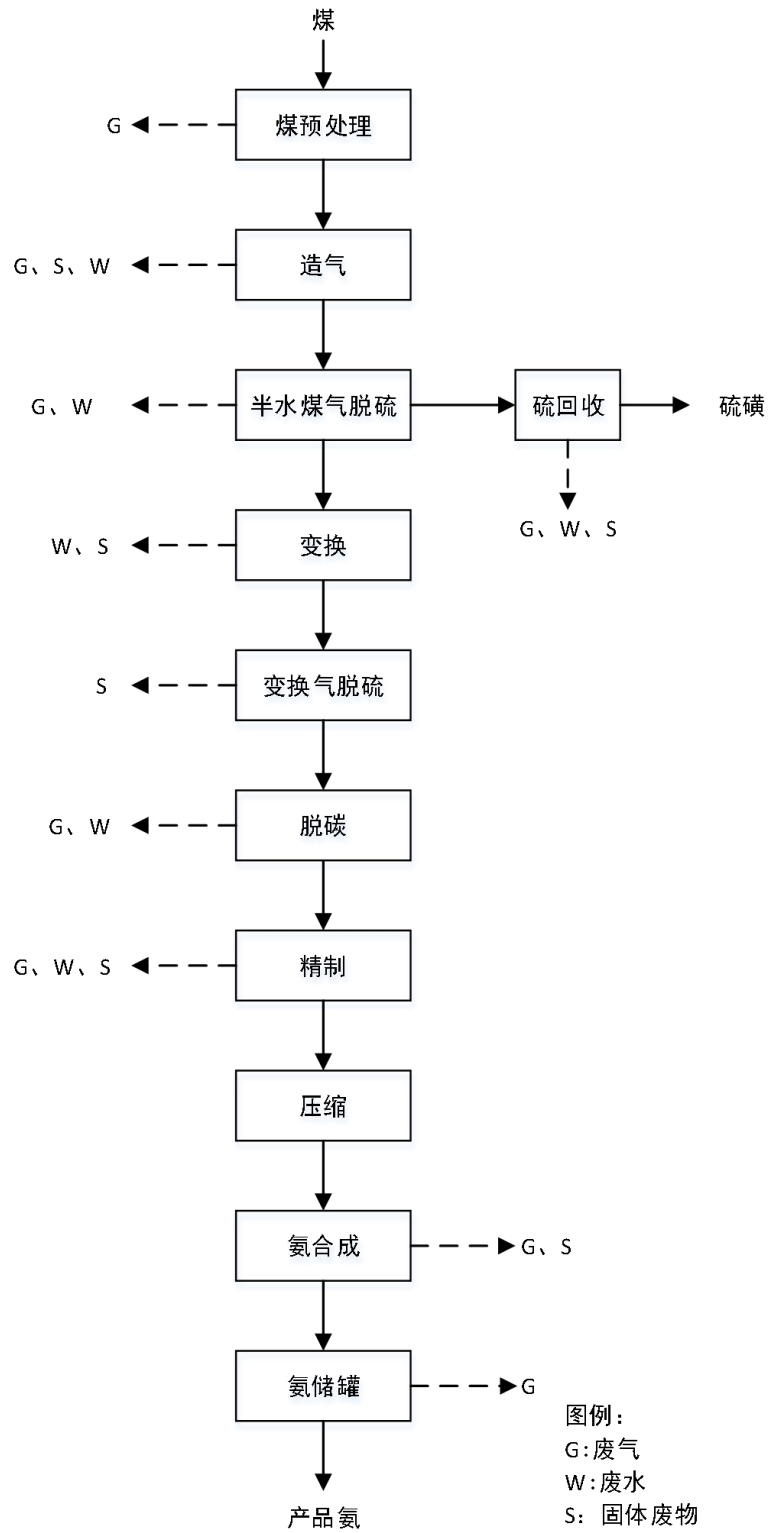 煤
G
煤预处理
G、S、W
造气
G、W
半水煤气脱硫
硫回收
硫磺
G、W、S
W、S
变换
S
变换气脱硫
G、W
脱碳
G、W、S
精制
压缩
氨合成
G、S
氨储罐
G
图例：
G:废气
W:废水
S：固体废物
产品氨